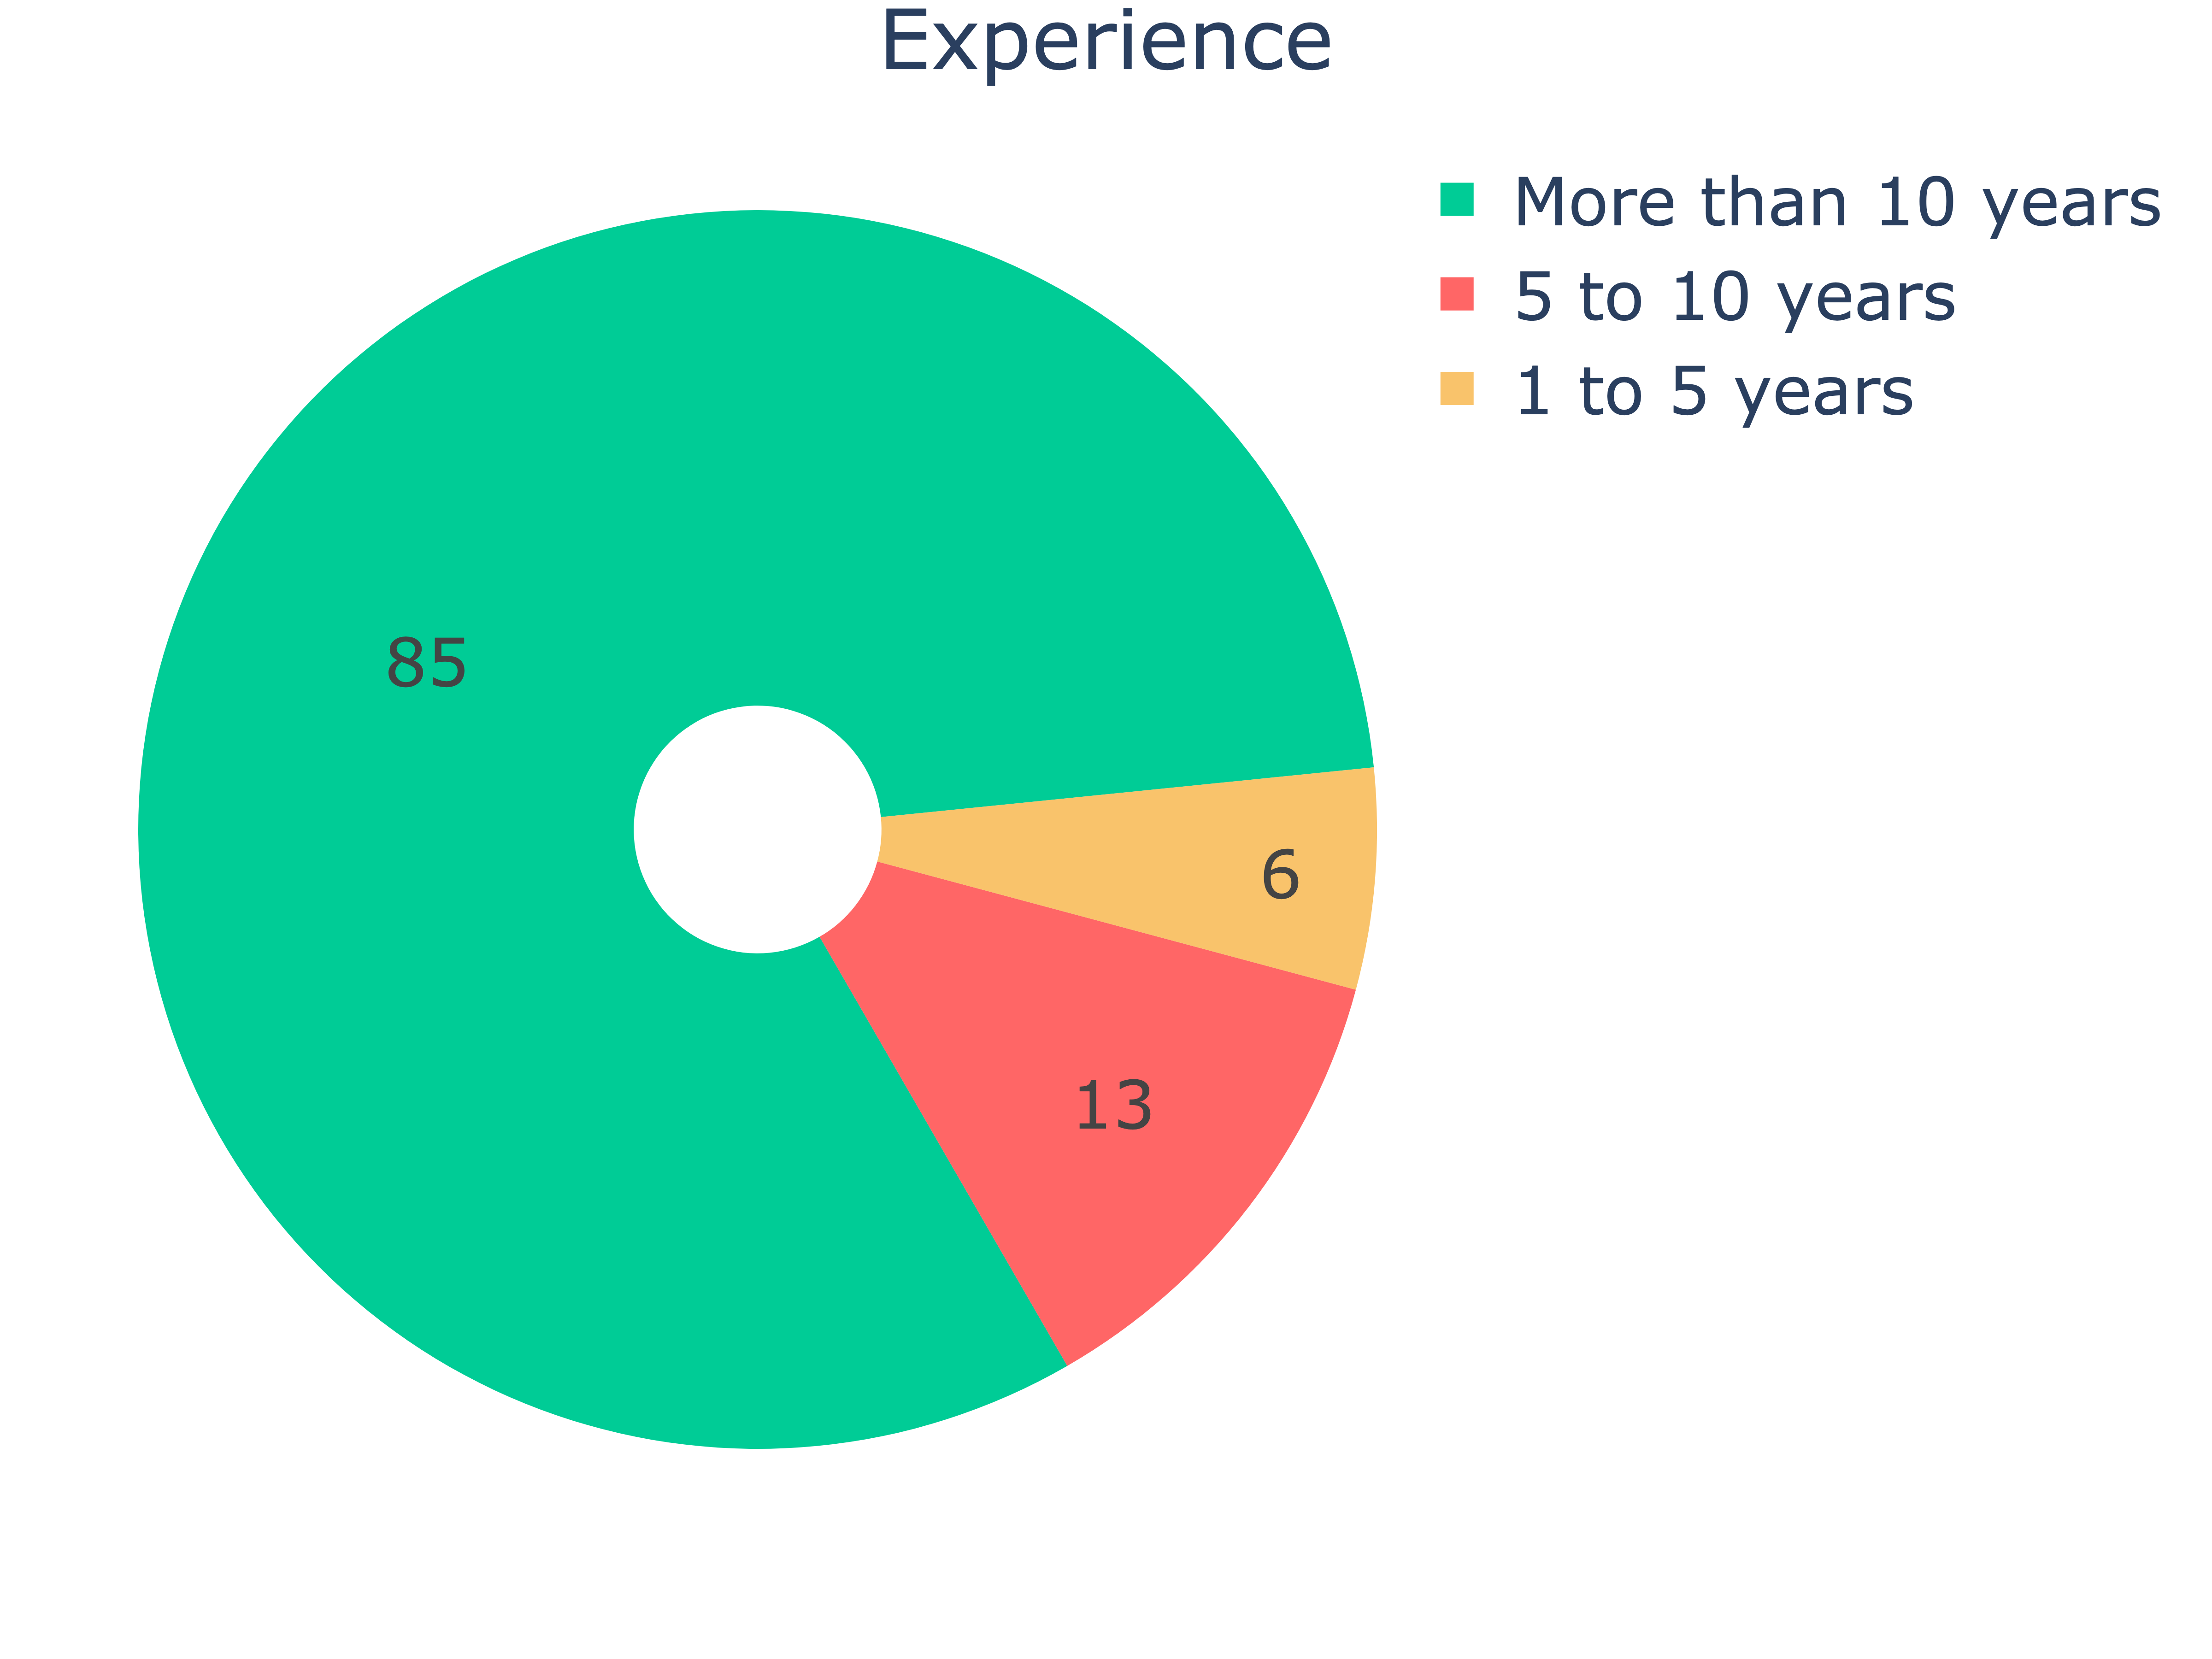 Experience
More than 10 years
5 to 10 years
1 to 5 years
85
6
13